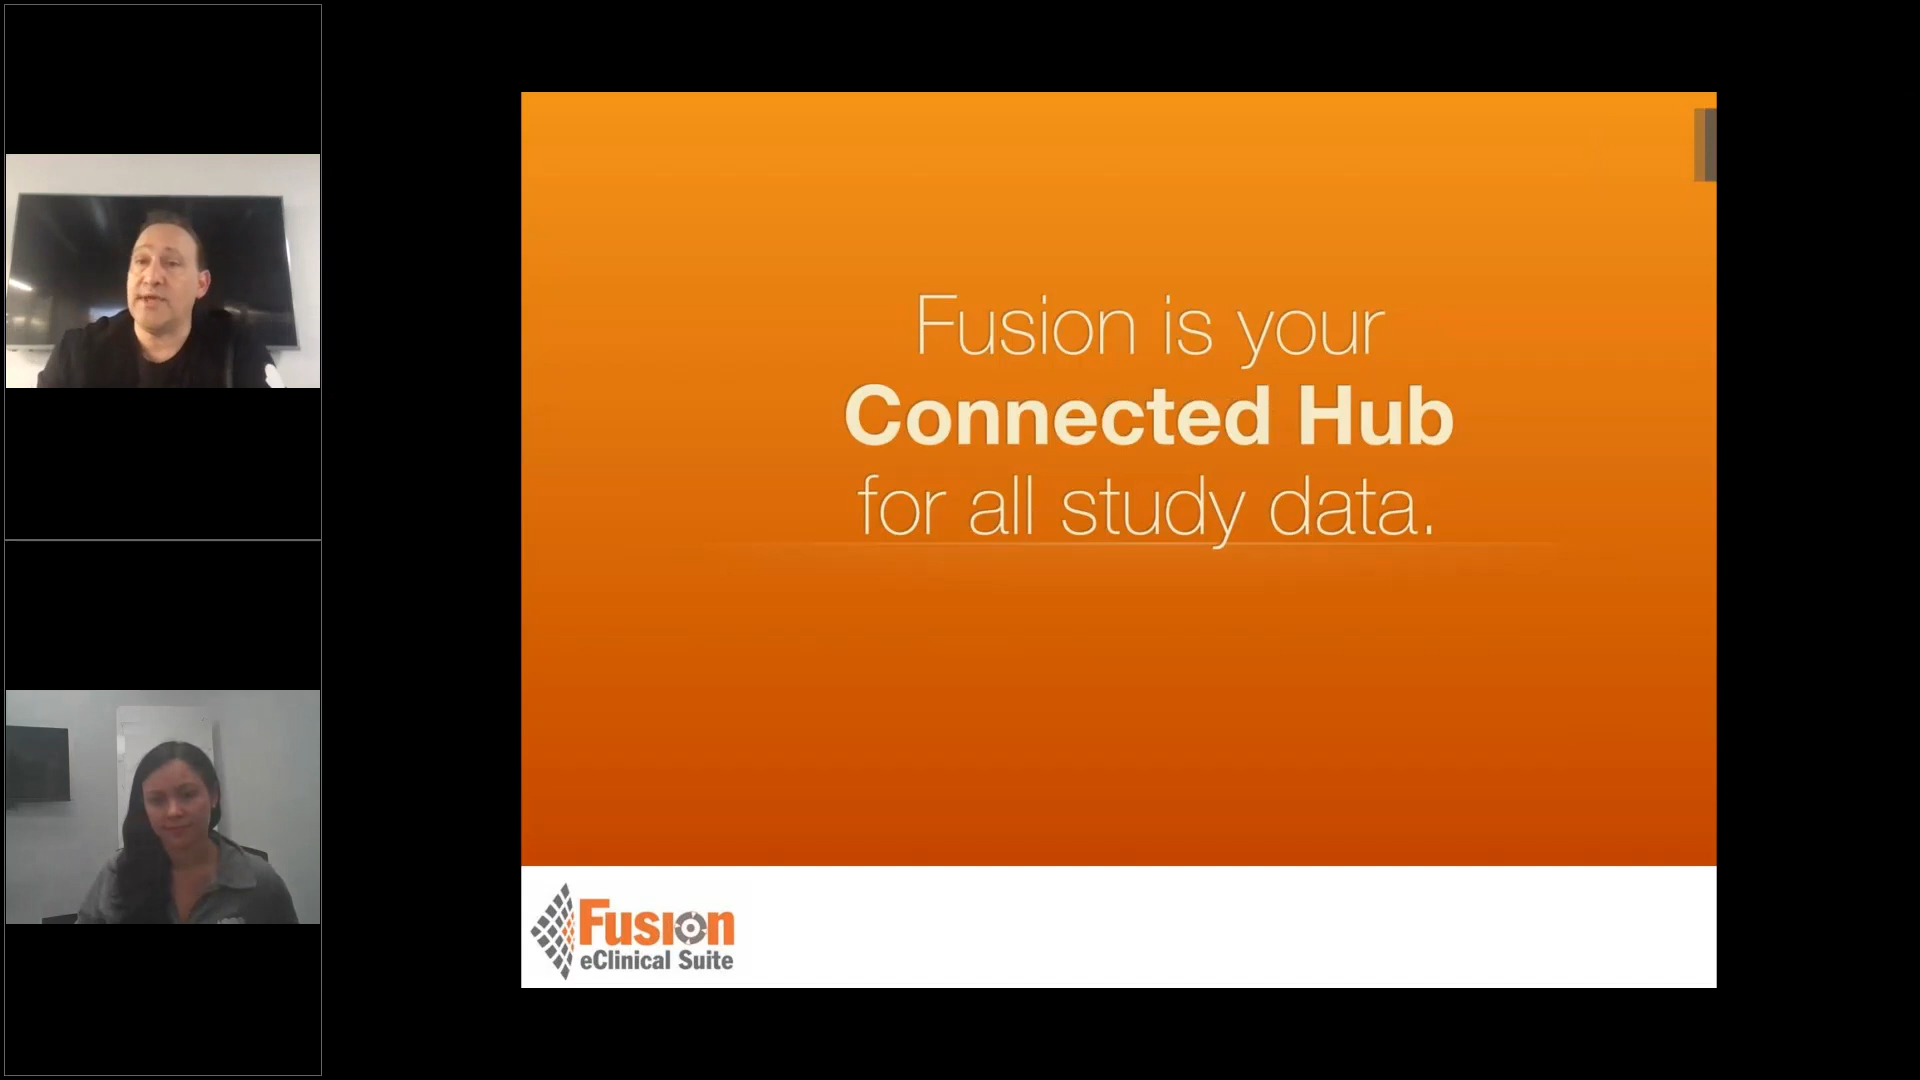 Fusion is your
Connected Hub
for all study data.
Fusion
eClinical Suite